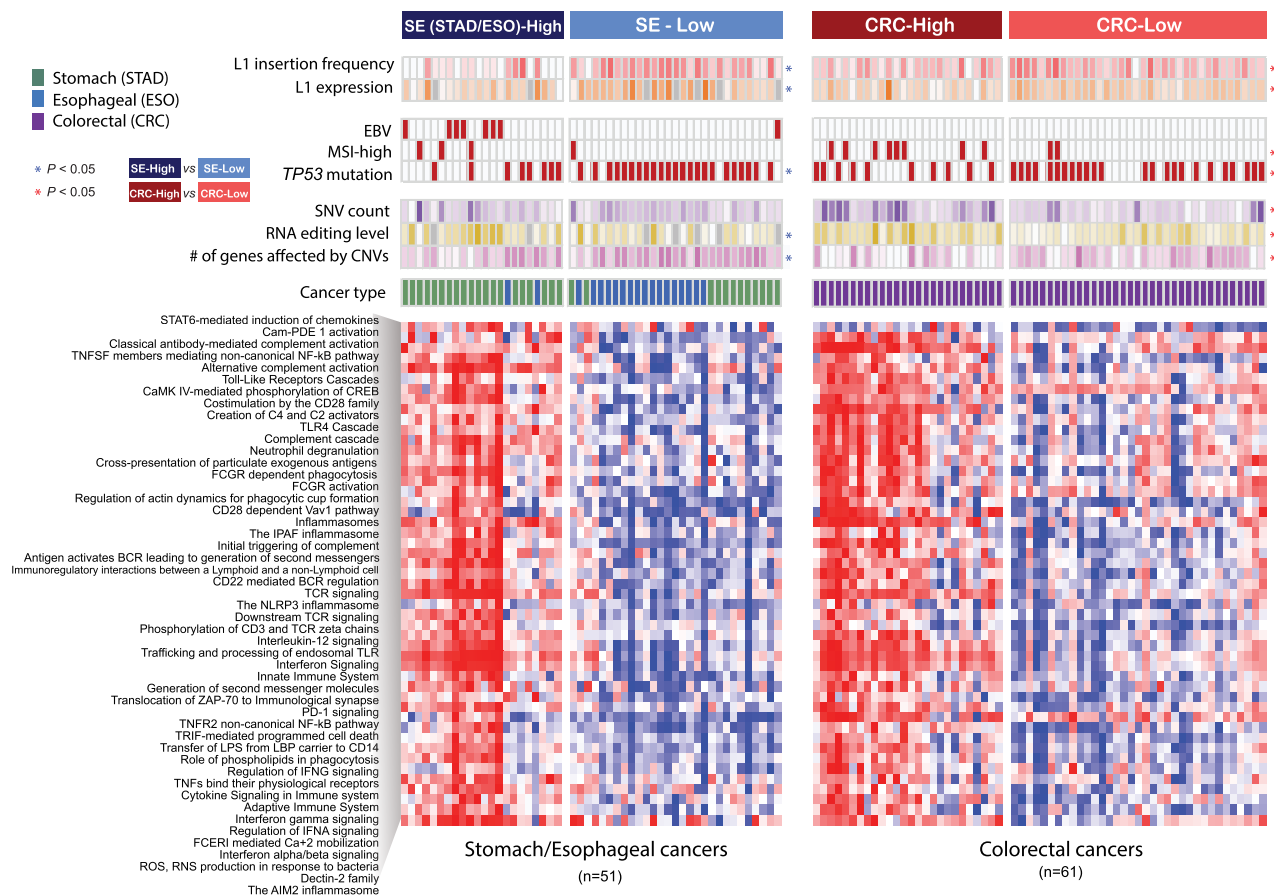 SE (STAD/ESO)-High
SE - Low
CRC-High
CRC-Low
Stomach (STAD)
Esophageal (ESO)
Colorectal (CRC)
* P < 0.05 SE-High vs SE-Low
* P < 0.05 CRC-High vs CRC-Low
L1 insertion frequency *
L1 expression * *
EBV
MSI-high *
TP53 mutation * *
SNV count *
RNA editing level * *
# of genes affected by CNVs * *
Cancer type
STAT6-mediated induction of chemokines
Cam-PDE 1 activation
Classical antibody-mediated complement activation
TNFSF members mediating non-canonical NF-kB pathway
Alternative complement activation
Toll-Like Receptors Cascades
CaMK IV-mediated phosphorylation of CREB
Costimulation by the CD28 family
Creation of C4 and C2 activators
TLR4 Cascade
Complement cascade
Neutrophil degranulation
Cross-presentation of particulate exogenous antigens
FCGR dependent phagocytosis
FCGR activation
Regulation of actin dynamics for phagocytic cup formation
CD28 dependent Vav1 pathway
Inflammasomes
The IPAF inflammasome
Initial triggering of complement
Antigen activates BCR leading to generation of second messengers
Immunoregulatory interactions between a Lymphoid and a non-Lymphoid cell
CD22 mediated BCR regulation
TCR signaling
The NLRP3 inflammasome
Downstream TCR signaling
Phosphorylation of CD3 and TCR zeta chains
Interleukin-12 signaling
Trafficking and processing of endosomal TLR
Interferon Signaling
Innate Immune System
Generation of second messenger molecules
Translocation of ZAP-70 to Immunological synapse
PD-1 signaling
TNFR2 non-canonical NF-kB pathway
TRIF-mediated programmed cell death
Transfer of LPS from LBP carrier to CD14
Role of phospholipids in phagocytosis
Regulation of IFNG signaling
TNFs bind their physiological receptors
Cytokine Signaling in Immune system
Adaptive Immune System
Interferon gamma signaling
Regulation of IFNA signaling
FCERI mediated Ca+2 mobilization
Interferon alpha/beta signaling
ROS, RNS production in response to bacteria
Dectin-2 family
The AIM2 inflammasome
Stomach/Esophageal cancers
(n=51)
Colorectal cancers
(n=61)